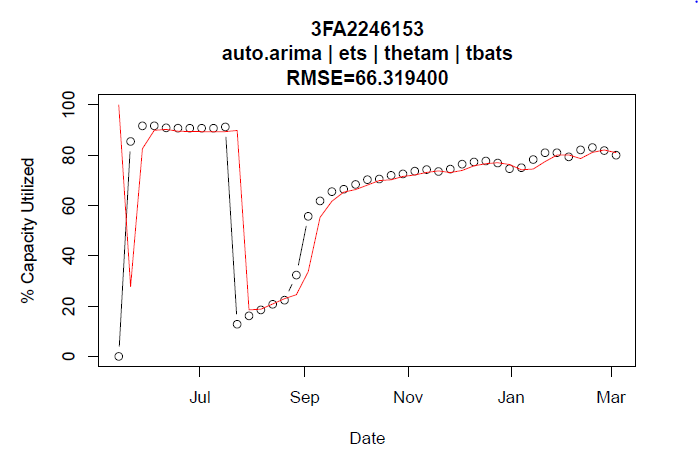 3FA2246153
auto.arima | ets | thetam | tbats
RMSE=66.319400
100
80
60
40
20
0
% Capacity Utilized
Jul Sep Nov Jan Mar
Date